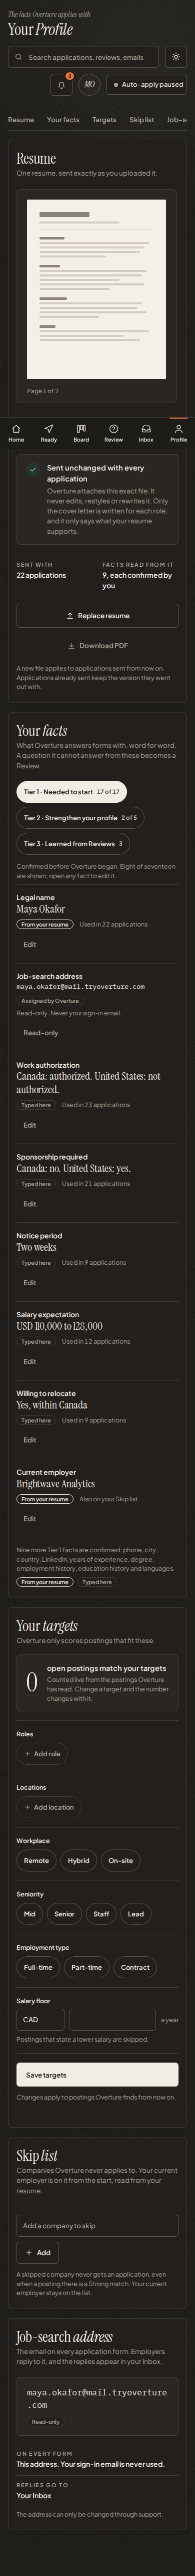 The facts Overture applies with
Your Profile
Search applications, reviews, emails
3
MO
Auto-apply paused
Resume
Your facts
Targets
Skip list
Resume
One resume, sent exactly as you uploaded it.
Page 1 of 2
Home
Ready
Board
Review
Inbox
Profile
Sent unchanged with every
application
Overture attaches this exact file. It
never edits, restyles or rewrites it. Only
the cover letter is written for each role,
and it only says what your resume
supports.
SENT WITH
22 applications
FACTS READ FROM IT
9, each confirmed by
you
Replace resume
Download PDF
A new file applies to applications sent from now on.
Applications already sent keep the version they went
out with.
Your facts
What Overture answers forms with, word for word.
A question it cannot answer from these becomes a
Review.
Tier 1 · Needed to start 17 of 17
Tier 2 · Strengthen your profile 2 of 5
Tier 3 · Learned from Reviews 3
Confirmed before Overture began. Eight of seventeen
are shown; open any fact to edit it.
Legal name
Maya Okafor
From your resume
Used in 22 applications
Edit
Job-search address
maya.okafor@mail.tryoverture.com
Assigned by Overture
Read-only. Never your sign-in email.
Read-only
Work authorization
Canada: authorized. United States: not
authorized.
Typed here
Used in 23 applications
Edit
Sponsorship required
Canada: no. United States: yes.
Typed here
Used in 21 applications
Edit
Notice period
Two weeks
Typed here
Used in 9 applications
Edit
Salary expectation
USD 110,000 to 128,000
Typed here
Used in 12 applications
Edit
Willing to relocate
Yes, within Canada
Typed here
Used in 9 applications
Edit
Current employer
Brightwave Analytics
From your resume
Also on your Skip list
Edit
Nine more Tier 1 facts are confirmed: phone, city,
country, LinkedIn, years of experience, degree,
employment history, education history and languages.
From your resume
Typed here
Your targets
Overture only scores postings that fit these.
0
open postings match your targets
Counted live from the postings Overture
has read. Change a target and the number
changes with it.
Roles
+ Add role
Locations
+ Add location
Workplace
Remote
Hybrid
On-site
Seniority
Mid
Senior
Staff
Lead
Employment type
Full-time
Part-time
Contract
Salary floor
CAD
a year
Postings that state a lower salary are skipped.
Save targets
Changes apply to postings Overture finds from now on.
Skip list
Companies Overture never applies to. Your current
employer is on it from the start, read from your
resume.
Add a company to skip
+ Add
A skipped company never gets an application, even
when a posting there is a Strong match. Your current
employer stays on the list.
Job-search address
The email on every application form. Employers
reply to it, and the replies appear in your Inbox.
maya.okafor@mail.tryoverture
.com
Read-only
ON EVERY FORM
This address. Your sign-in email is never used.
REPLIES GO TO
Your Inbox
The address can only be changed through support.